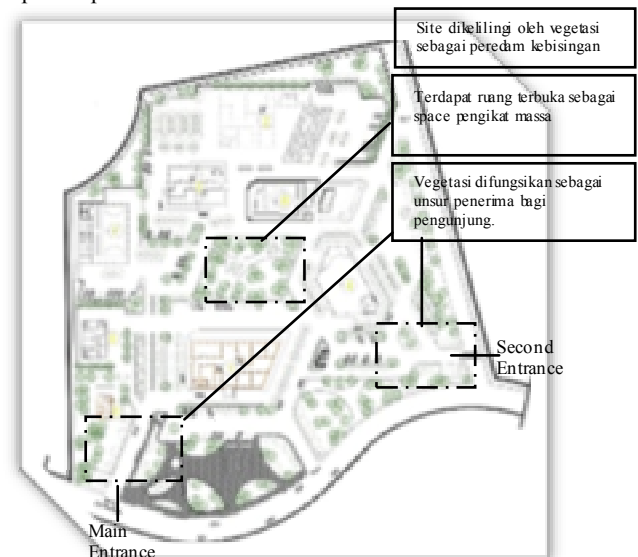 Site dikelilingi oleh vegetasi
sebagai peredam kebisingan
Terdapat ruang terbuka sebagai
space pengikat massa
Vegetasi difungsikan sebagai
unsur penerima bagi
pengunjung.
Second
Entrance
Main
Entrance